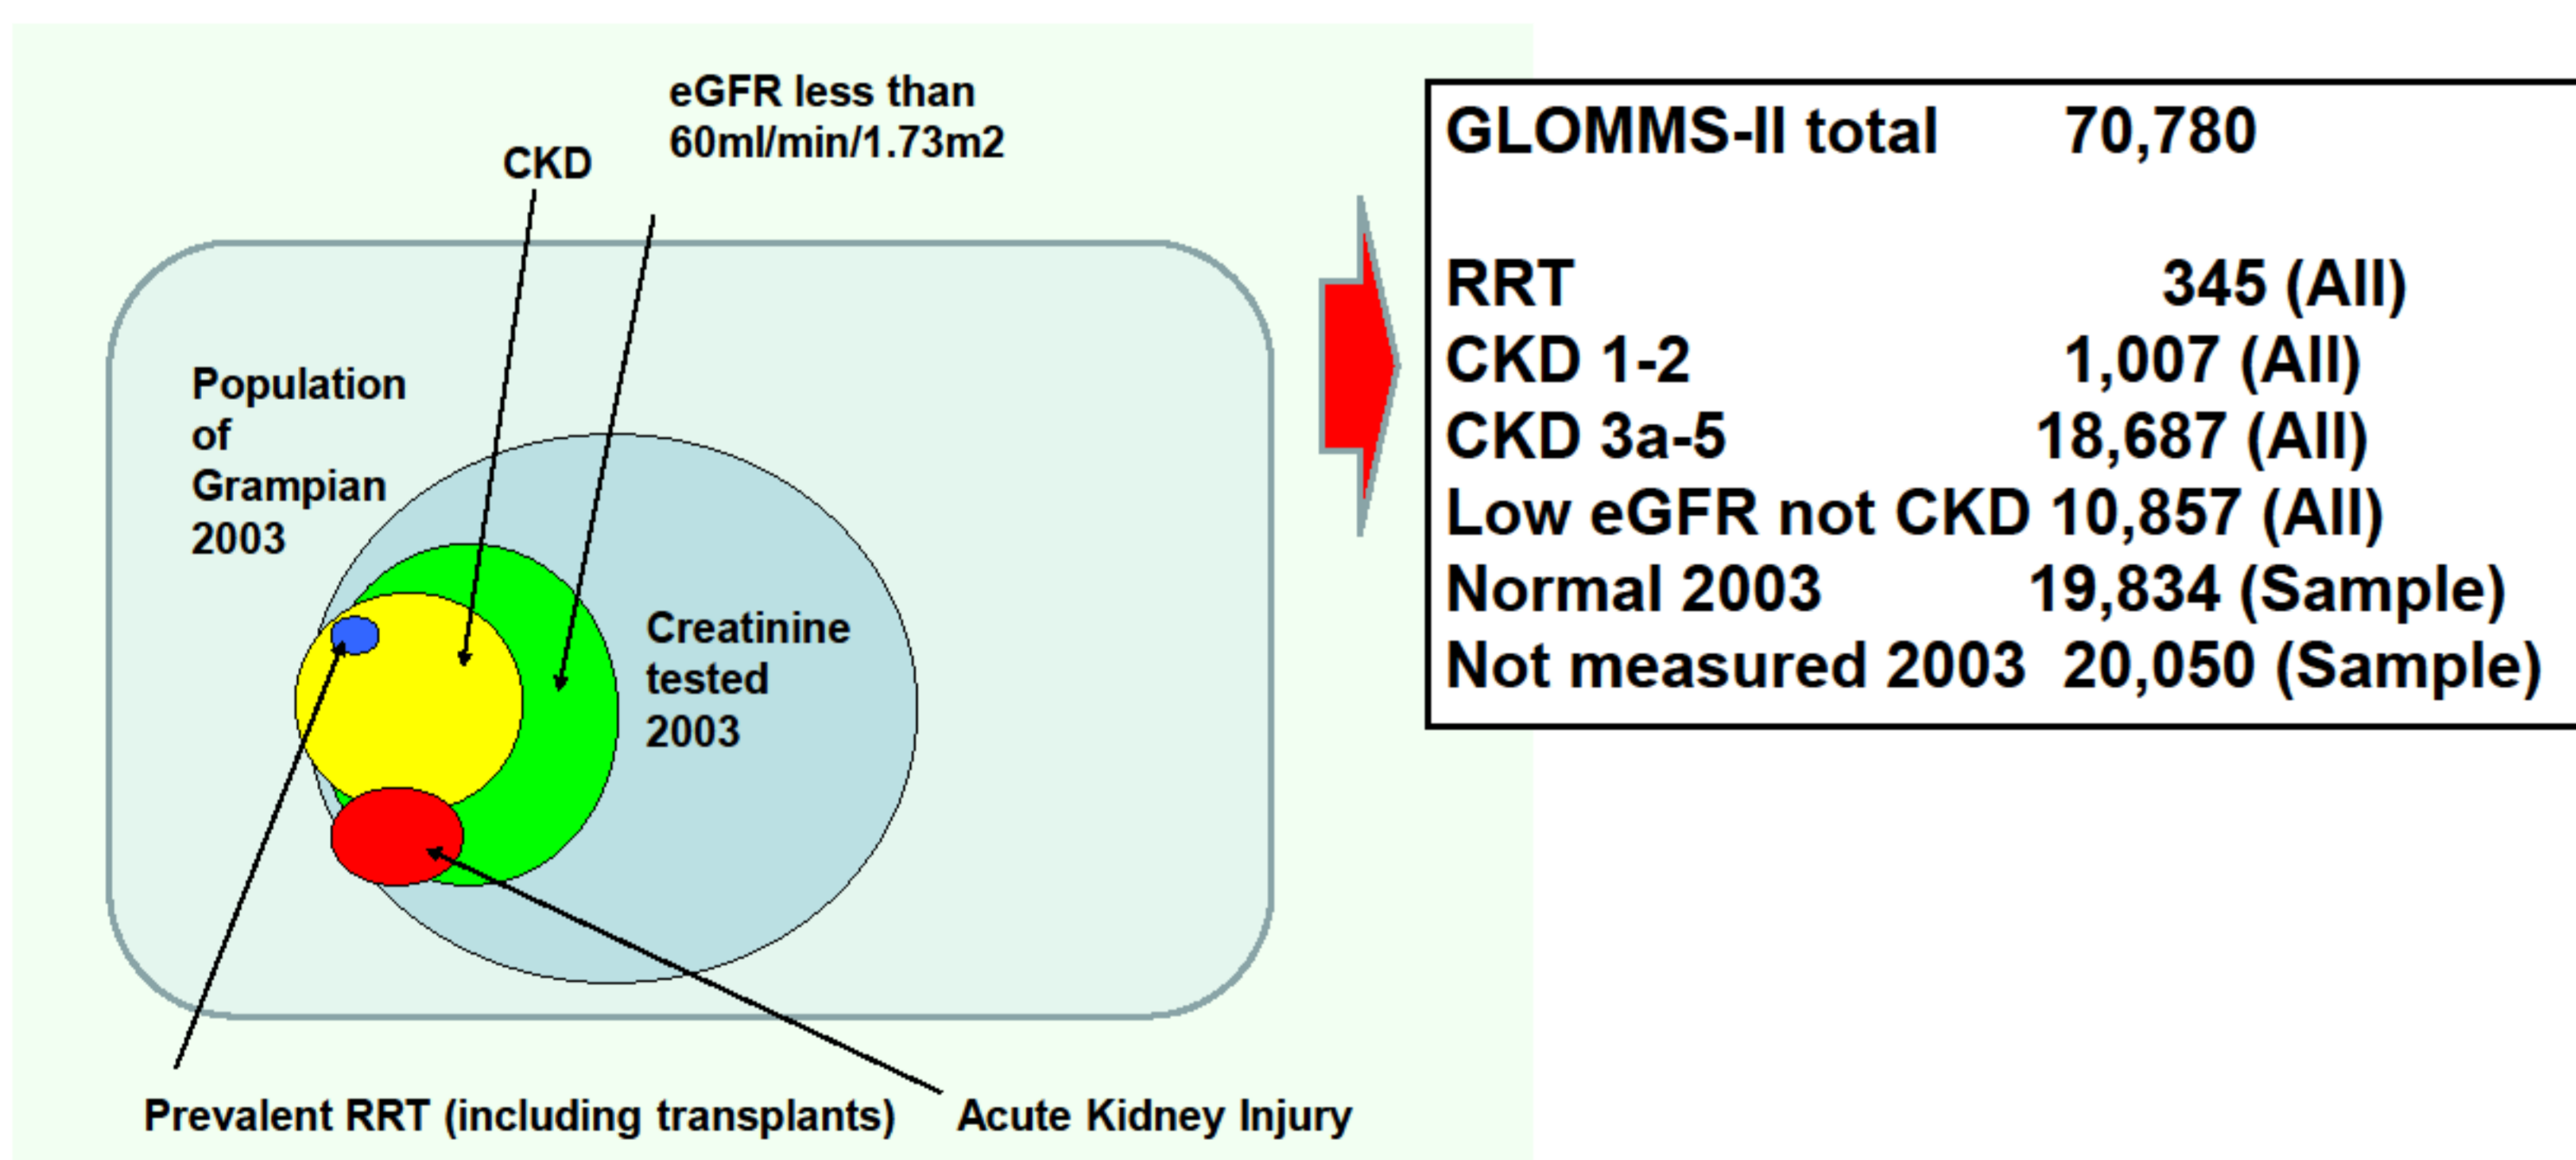 eGFR less than
60ml/min/1.73m2
CKD
Population
of
Grampian
2003
Creatinine
tested
2003
Prevalent RRT (including transplants)
Acute Kidney Injury
GLOMMS-II total 70,780
RRT 345 (All)
CKD 1-2 1,007 (All)
CKD 3a-5 18,687 (All)
Low eGFR not CKD 10,857 (All)
Normal 2003 19,834 (Sample)
Not measured 2003 20,050 (Sample)